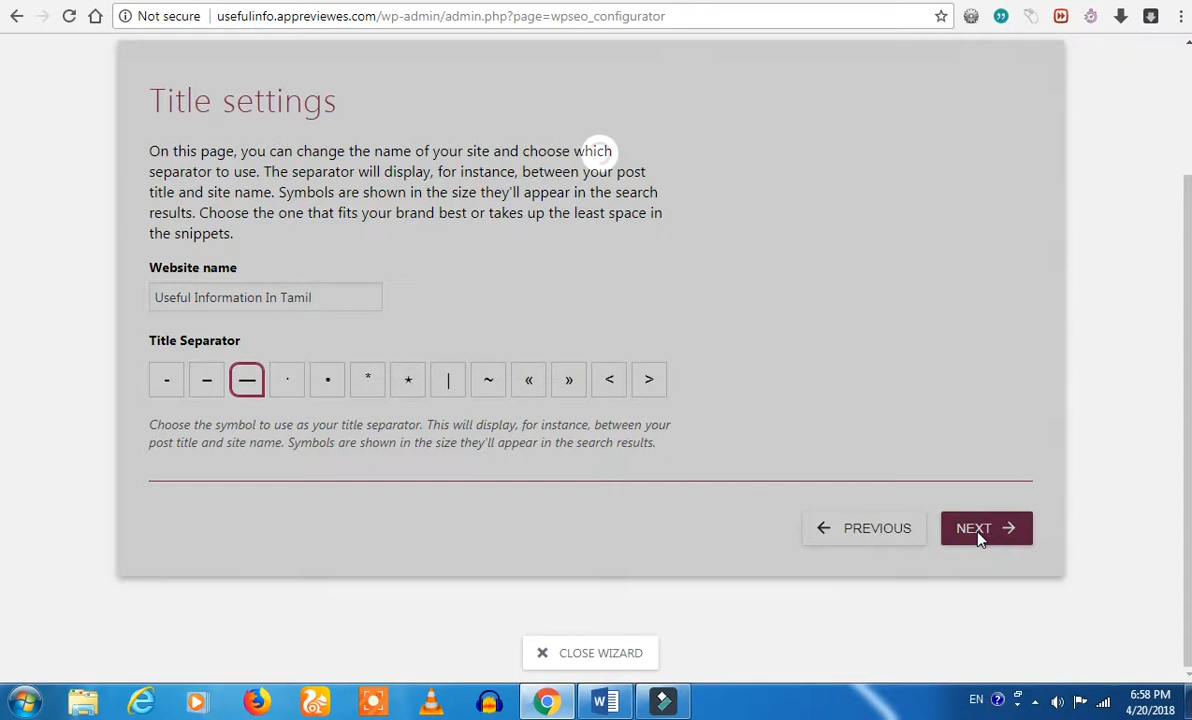 Not secure
usefulinfo.appreviewes.com/wp-admin/admin.php?page=wpseo_configurator
Title settings
On this page, you can change the name of your site and choose which
separator to use. The separator will display, for instance, between your post
title and site name. Symbols are shown in the size they'll appear in the search
results. Choose the one that fits your brand best or takes up the least space in
the snippets.
Website name
Useful Information In Tamil
Title Separator
- – — · • * ⋆ | ~ « » < >
Choose the symbol to use as your title separator. This will display, for instance, between your
post title and site name. Symbols are shown in the size they'll appear in the search results.
← PREVIOUS
NEXT →
✕ CLOSE WIZARD
EN
6:58 PM
4/20/2018